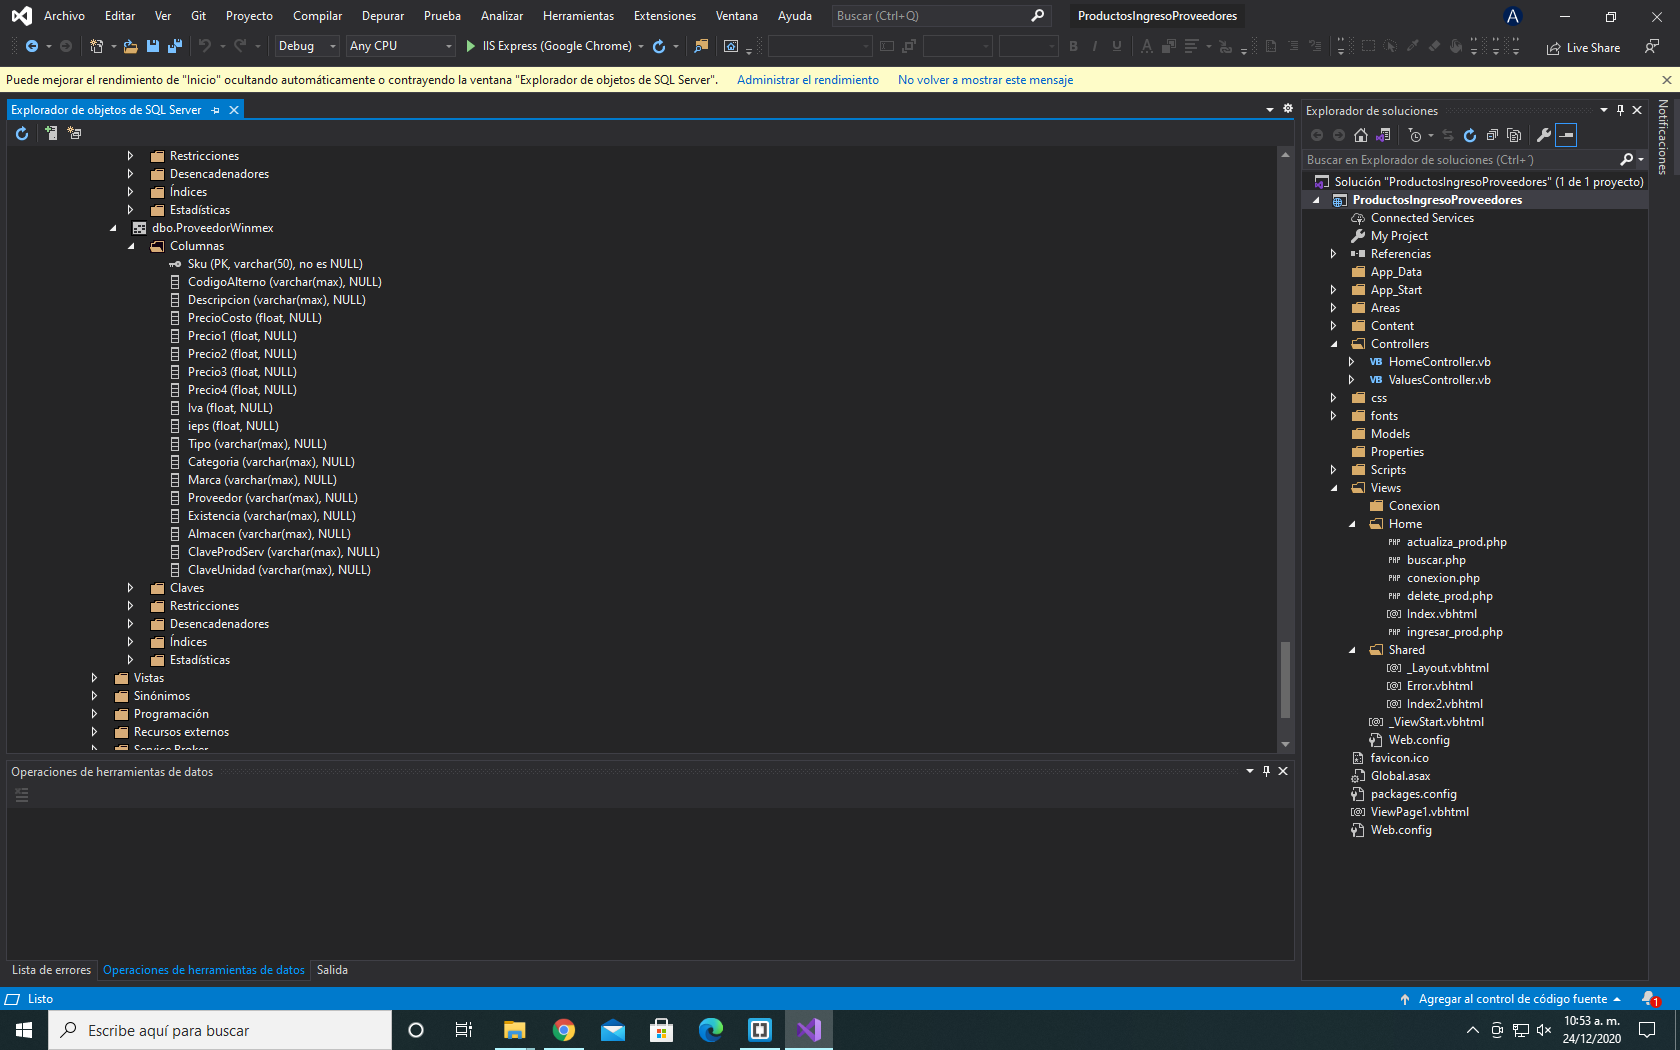 Archivo Editar Ver Git Proyecto Compilar Depurar Prueba Analizar Herramientas Extensiones Ventana Ayuda Buscar (Ctrl+Q) ProductosIngresoProveedores A
Debug Any CPU IIS Express (Google Chrome) B I U A Live Share
Puede mejorar el rendimiento de "Inicio" ocultando automáticamente o contrayendo la ventana "Explorador de objetos de SQL Server". Administrar el rendimiento No volver a mostrar este mensaje
Explorador de objetos de SQL Server
Restricciones
Desencadenadores
Índices
Estadísticas
dbo.ProveedorWinmex
Columnas
Sku (PK, varchar(50), no es NULL)
CodigoAlterno (varchar(max), NULL)
Descripcion (varchar(max), NULL)
PrecioCosto (float, NULL)
Precio1 (float, NULL)
Precio2 (float, NULL)
Precio3 (float, NULL)
Precio4 (float, NULL)
Iva (float, NULL)
ieps (float, NULL)
Tipo (varchar(max), NULL)
Categoria (varchar(max), NULL)
Marca (varchar(max), NULL)
Proveedor (varchar(max), NULL)
Existencia (varchar(max), NULL)
Almacen (varchar(max), NULL)
ClaveProdServ (varchar(max), NULL)
ClaveUnidad (varchar(max), NULL)
Claves
Restricciones
Desencadenadores
Índices
Estadísticas
Vistas
Sinónimos
Programación
Recursos externos
Service Broker
Operaciones de herramientas de datos
Lista de errores Operaciones de herramientas de datos Salida
Explorador de soluciones
Buscar en Explorador de soluciones (Ctrl+´)
Solución "ProductosIngresoProveedores" (1 de 1 proyecto)
ProductosIngresoProveedores
Connected Services
My Project
Referencias
App_Data
App_Start
Areas
Content
Controllers
VB HomeController.vb
VB ValuesController.vb
css
fonts
Models
Properties
Scripts
Views
Conexion
Home
PHP actualiza_prod.php
PHP buscar.php
PHP conexion.php
PHP delete_prod.php
[@] Index.vbhtml
PHP ingresar_prod.php
Shared
[@] _Layout.vbhtml
[@] Error.vbhtml
[@] Index2.vbhtml
[@] _ViewStart.vbhtml
Web.config
favicon.ico
Global.asax
packages.config
[@] ViewPage1.vbhtml
Web.config
Notificaciones
Listo Agregar al control de código fuente 1
Escribe aquí para buscar
10:53 a. m.
24/12/2020